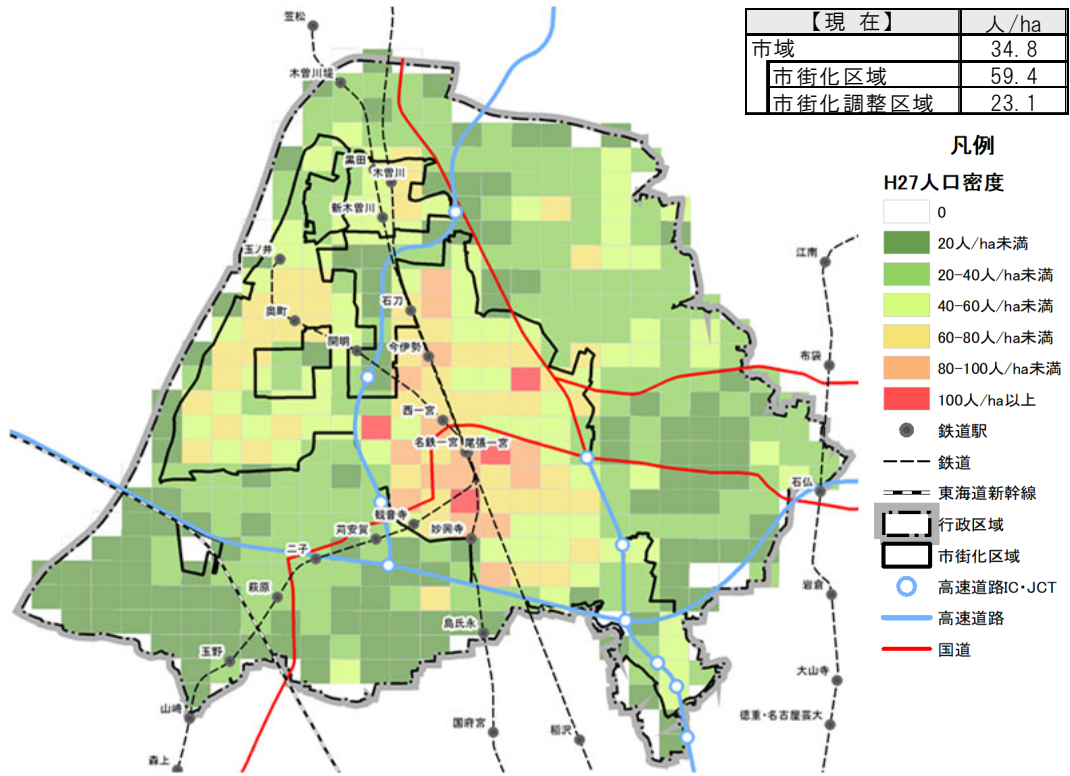 【現 在】 人/ha
市域 34.8
市街化区域 59.4
市街化調整区域 23.1
凡例
H27人口密度
0
20人/ha未満
20-40人/ha未満
40-60人/ha未満
60-80人/ha未満
80-100人/ha未満
100人/ha以上
鉄道駅
鉄道
東海道新幹線
行政区域
市街化区域
高速道路IC・JCT
高速道路
国道
笠松
木曽川堤
黒田
木曽川
新木曽川
玉ノ井
江南
石刀
奥町
開明
今伊勢
布袋
西一宮
名鉄一宮
尾張一宮
石仏
観音寺
苅安賀
妙興寺
二子
萩原
岩倉
島氏永
玉野
大山寺
山崎
国府宮
稲沢
徳重・名古屋芸大
森上